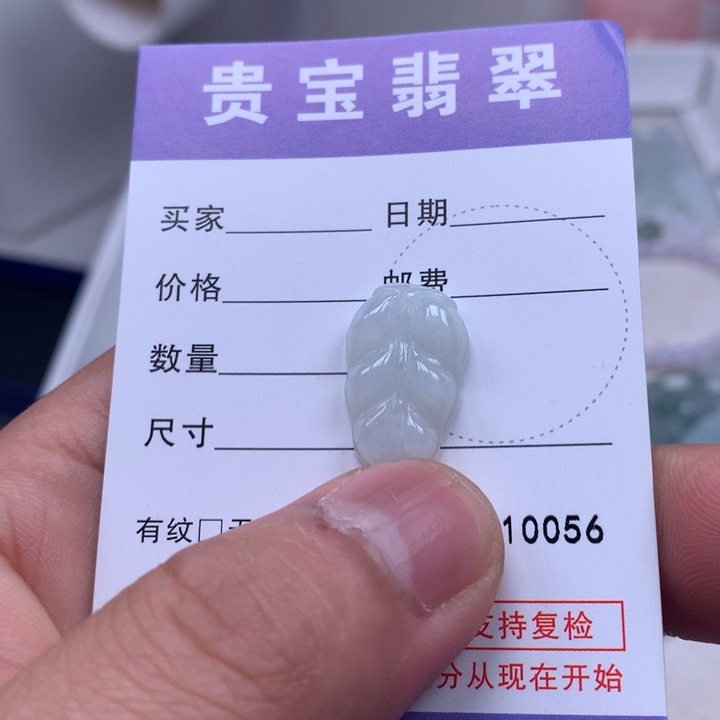 贵宝翡翠
买家 日期
价格 邮费
数量
尺寸
有纹□ 10056
支持复检
分从现在开始